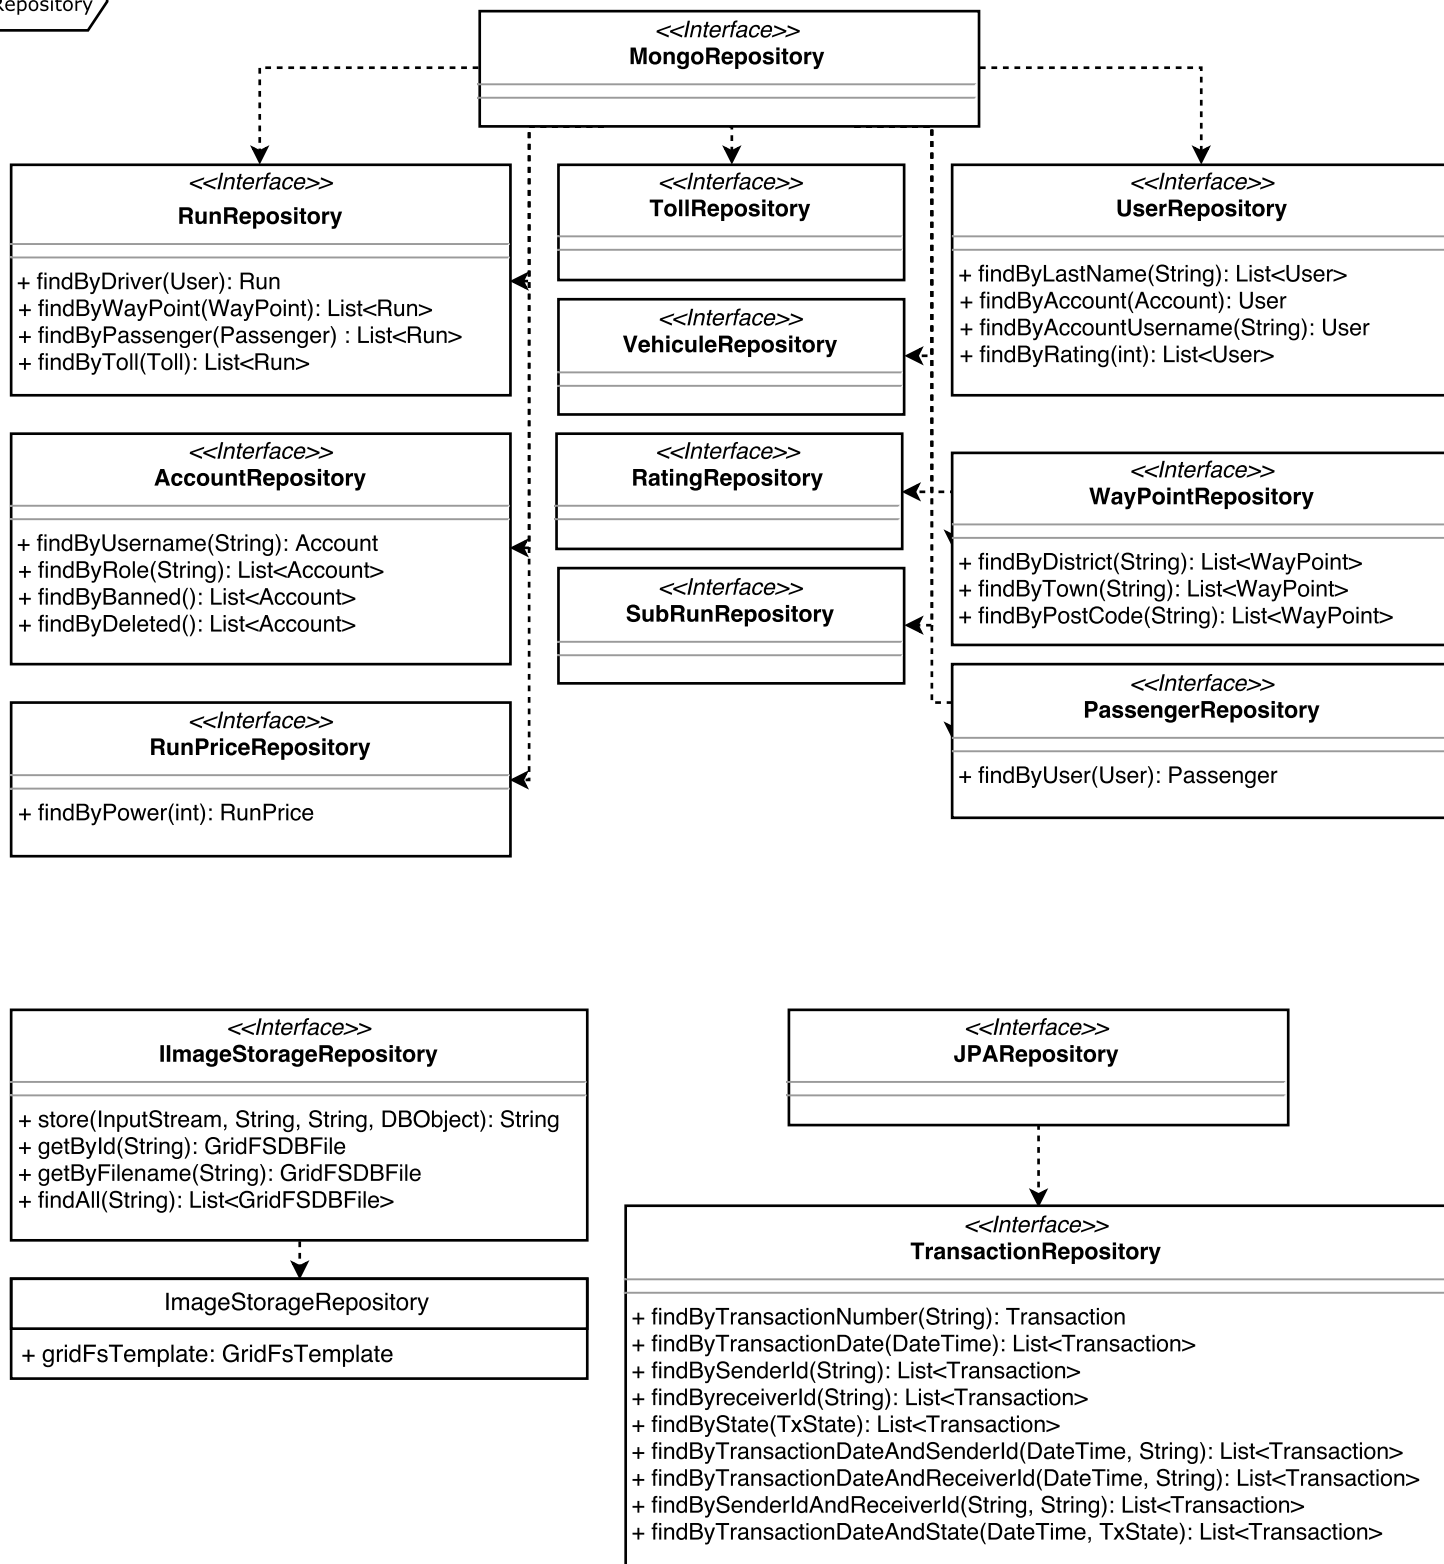 Repository
<<Interface>>
MongoRepository
<<Interface>>
RunRepository
+ findByDriver(User): Run
+ findByWayPoint(WayPoint): List<Run>
+ findByPassenger(Passenger) : List<Run>
+ findByToll(Toll): List<Run>
<<Interface>>
TollRepository
<<Interface>>
UserRepository
+ findByLastName(String): List<User>
+ findByAccount(Account): User
+ findByAccountUsername(String): User
+ findByRating(int): List<User>
<<Interface>>
VehiculeRepository
<<Interface>>
AccountRepository
+ findByUsername(String): Account
+ findByRole(String): List<Account>
+ findByBanned(): List<Account>
+ findByDeleted(): List<Account>
<<Interface>>
RatingRepository
<<Interface>>
WayPointRepository
+ findByDistrict(String): List<WayPoint>
+ findByTown(String): List<WayPoint>
+ findByPostCode(String): List<WayPoint>
<<Interface>>
SubRunRepository
<<Interface>>
PassengerRepository
+ findByUser(User): Passenger
<<Interface>>
RunPriceRepository
+ findByPower(int): RunPrice
<<Interface>>
IImageStorageRepository
+ store(InputStream, String, String, DBObject): String
+ getById(String): GridFSDBFile
+ getByFilename(String): GridFSDBFile
+ findAll(String): List<GridFSDBFile>
ImageStorageRepository
+ gridFsTemplate: GridFsTemplate
<<Interface>>
JPARepository
<<Interface>>
TransactionRepository
+ findByTransactionNumber(String): Transaction
+ findByTransactionDate(DateTime): List<Transaction>
+ findBySenderId(String): List<Transaction>
+ findByreceiverId(String): List<Transaction>
+ findByState(TxState): List<Transaction>
+ findByTransactionDateAndSenderId(DateTime, String): List<Transaction>
+ findByTransactionDateAndReceiverId(DateTime, String): List<Transaction>
+ findBySenderIdAndReceiverId(String, String): List<Transaction>
+ findByTransactionDateAndState(DateTime, TxState): List<Transaction>